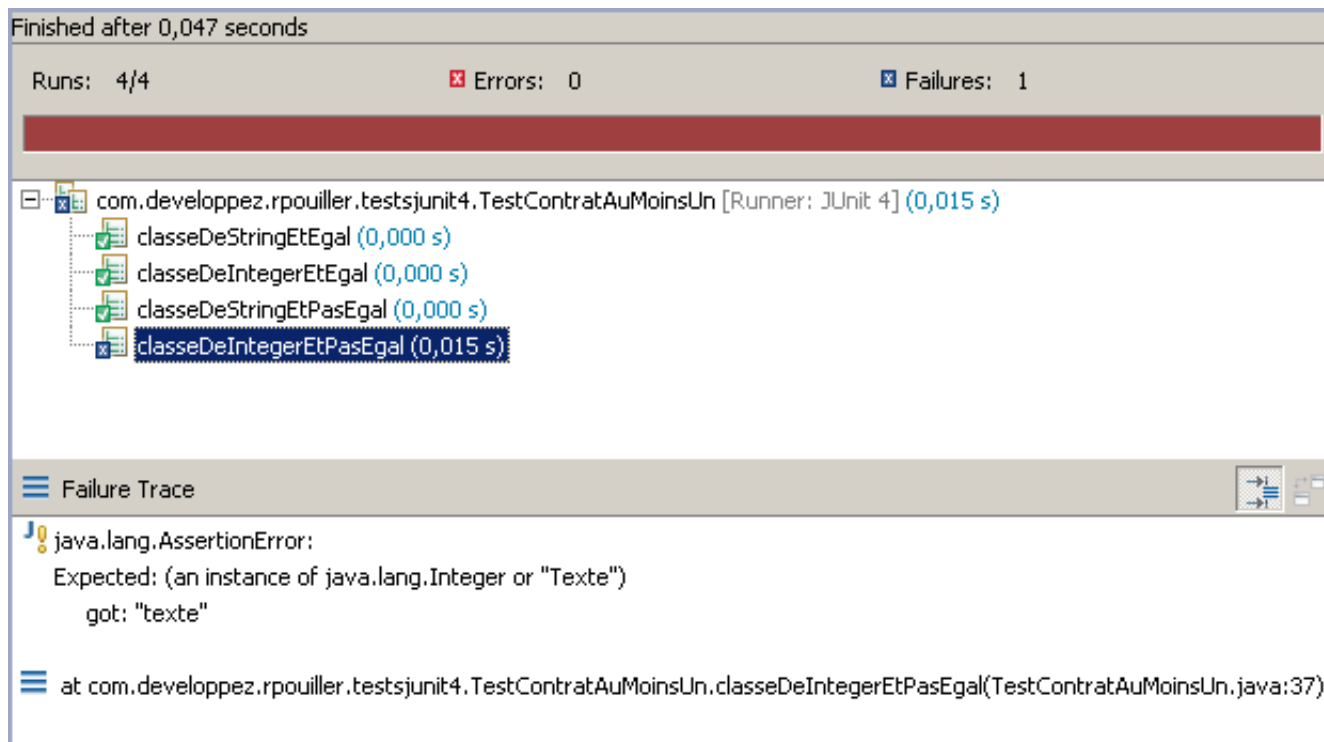 Finished after 0,047 seconds
Runs: 4/4 Errors: 0 Failures: 1
com.developpez.rpouiller.testsjunit4.TestContratAuMoinsUn [Runner: JUnit 4] (0,015 s)
classeDeStringEtEgal (0,000 s)
classeDeIntegerEtEgal (0,000 s)
classeDeStringEtPasEgal (0,000 s)
classeDeIntegerEtPasEgal (0,015 s)
Failure Trace
java.lang.AssertionError:
Expected: (an instance of java.lang.Integer or "Texte")
got: "texte"
at com.developpez.rpouiller.testsjunit4.TestContratAuMoinsUn.classeDeIntegerEtPasEgal(TestContratAuMoinsUn.java:37)